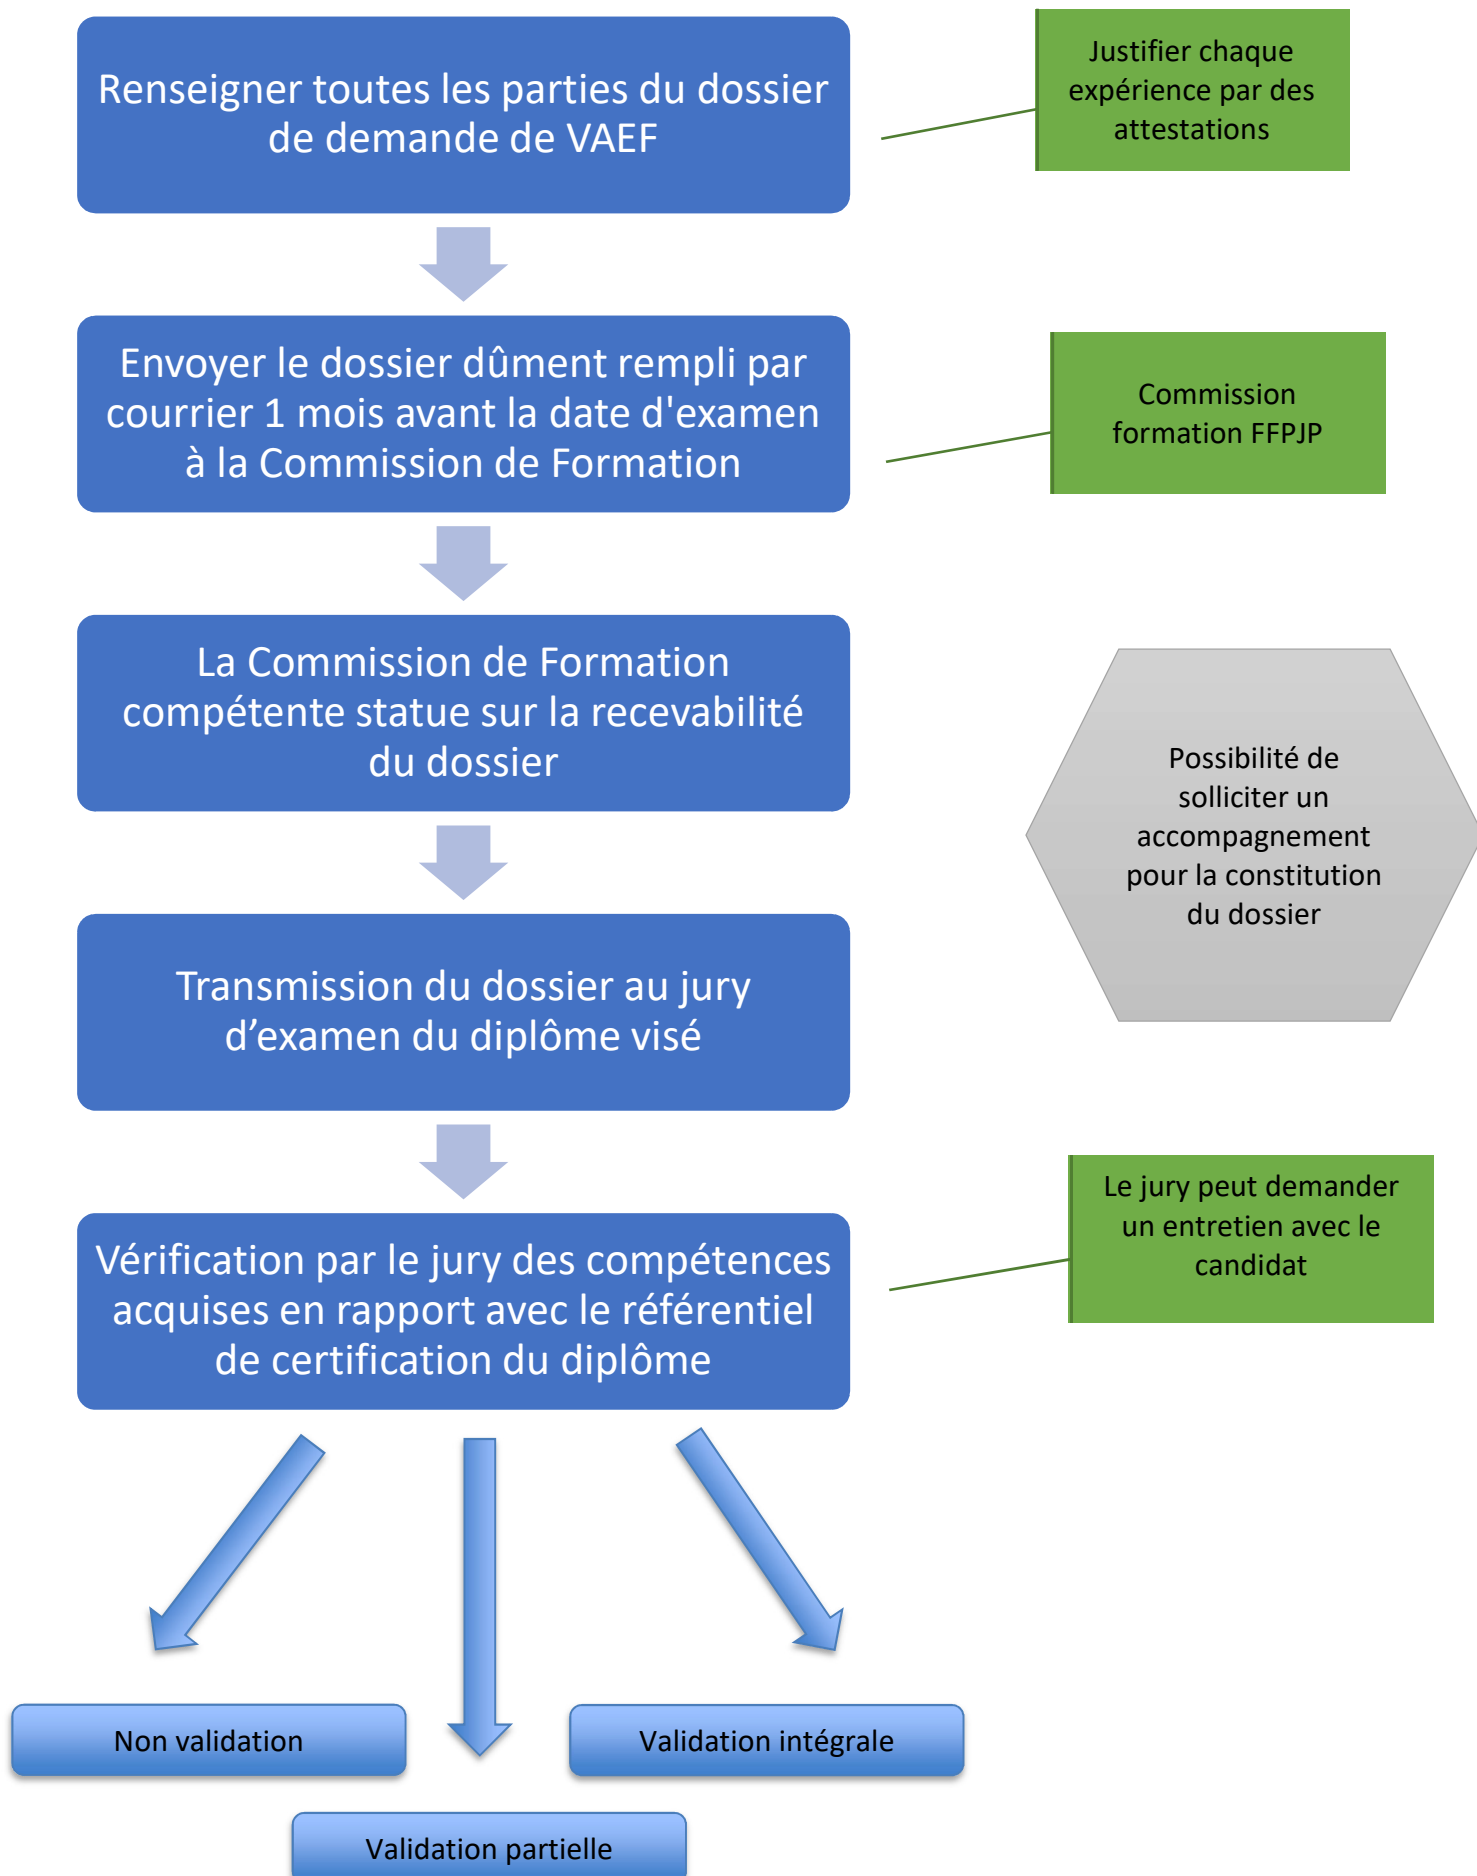 Renseigner toutes les parties du dossier
de demande de VAEF
Justifier chaque
expérience par des
attestations
Envoyer le dossier dûment rempli par
courrier 1 mois avant la date d'examen
à la Commission de Formation
Commission
formation FFPJP
La Commission de Formation
compétente statue sur la recevabilité
du dossier
Possibilité de
solliciter un
accompagnement
pour la constitution
du dossier
Transmission du dossier au jury
d’examen du diplôme visé
Le jury peut demander
un entretien avec le
candidat
Vérification par le jury des compétences
acquises en rapport avec le référentiel
de certification du diplôme
Non validation
Validation intégrale
Validation partielle